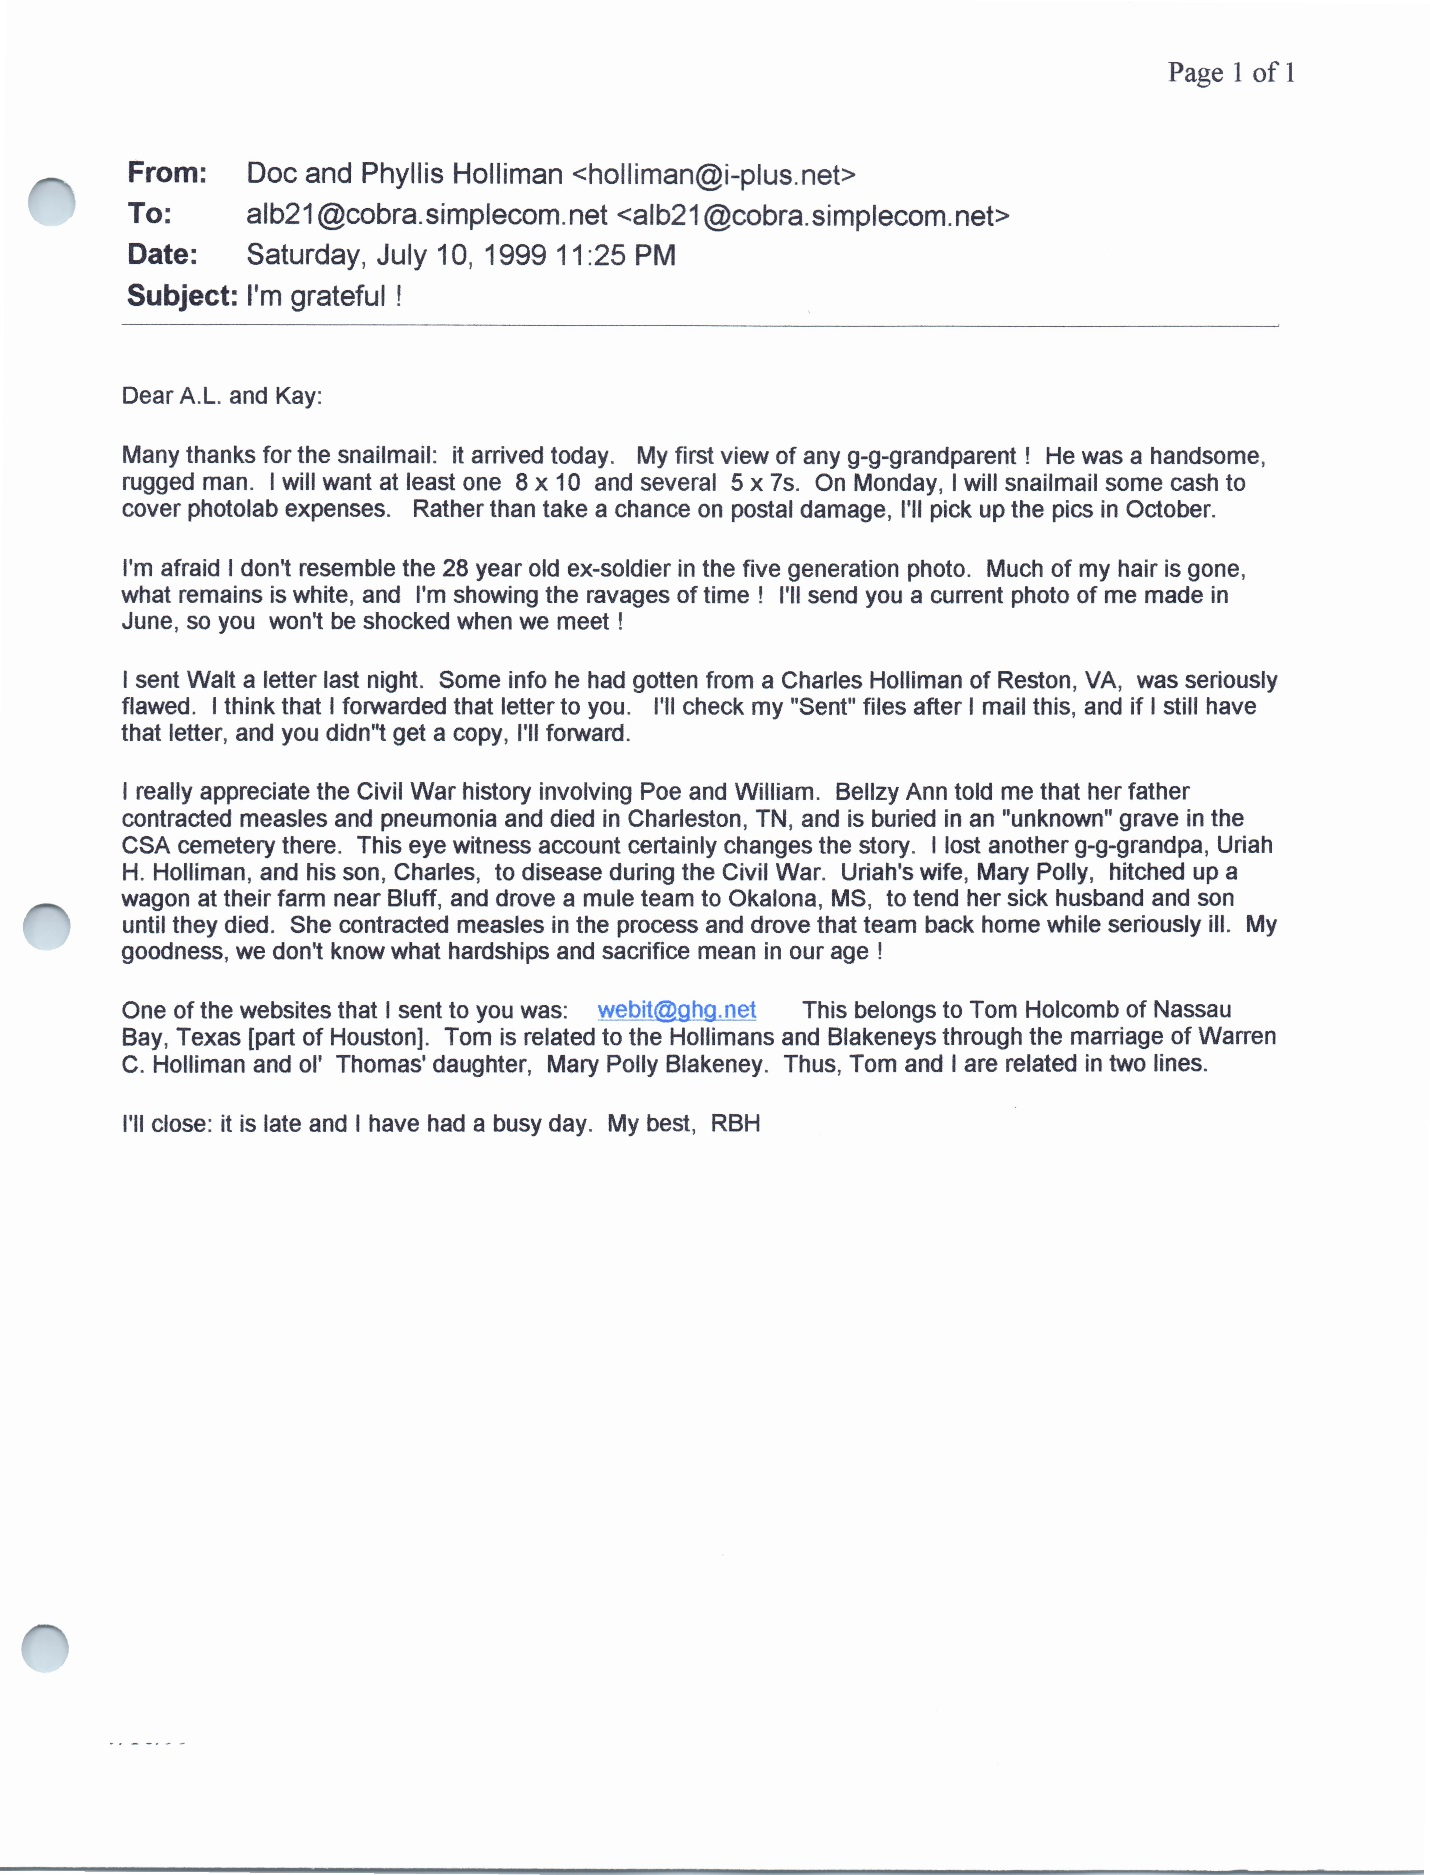 Page 1 of 1
From: Doc and Phyllis Holliman <holliman@i-plus.net>
To: alb21@cobra.simplecom.net <alb21@cobra.simplecom.net>
Date: Saturday, July 10, 1999 11:25 PM
Subject: I'm grateful !
Dear A.L. and Kay:
Many thanks for the snailmail: it arrived today. My first view of any g-g-grandparent ! He was a handsome,
rugged man. I will want at least one 8 x 10 and several 5 x 7s. On Monday, I will snailmail some cash to
cover photolab expenses. Rather than take a chance on postal damage, I'll pick up the pics in October.
I'm afraid I don't resemble the 28 year old ex-soldier in the five generation photo. Much of my hair is gone,
what remains is white, and I'm showing the ravages of time ! I'll send you a current photo of me made in
June, so you won't be shocked when we meet !
I sent Walt a letter last night. Some info he had gotten from a Charles Holliman of Reston, VA, was seriously
flawed. I think that I forwarded that letter to you. I'll check my "Sent" files after I mail this, and if I still have
that letter, and you didn"t get a copy, I'll forward.
I really appreciate the Civil War history involving Poe and William. Bellzy Ann told me that her father
contracted measles and pneumonia and died in Charleston, TN, and is buried in an "unknown" grave in the
CSA cemetery there. This eye witness account certainly changes the story. I lost another g-g-grandpa, Uriah
H. Holliman, and his son, Charles, to disease during the Civil War. Uriah's wife, Mary Polly, hitched up a
wagon at their farm near Bluff, and drove a mule team to Okalona, MS, to tend her sick husband and son
until they died. She contracted measles in the process and drove that team back home while seriously ill. My
goodness, we don't know what hardships and sacrifice mean in our age !
One of the websites that I sent to you was: webit@ghg.net This belongs to Tom Holcomb of Nassau
Bay, Texas [part of Houston]. Tom is related to the Hollimans and Blakeneys through the marriage of Warren
C. Holliman and ol' Thomas' daughter, Mary Polly Blakeney. Thus, Tom and I are related in two lines.
I'll close: it is late and I have had a busy day. My best, RBH